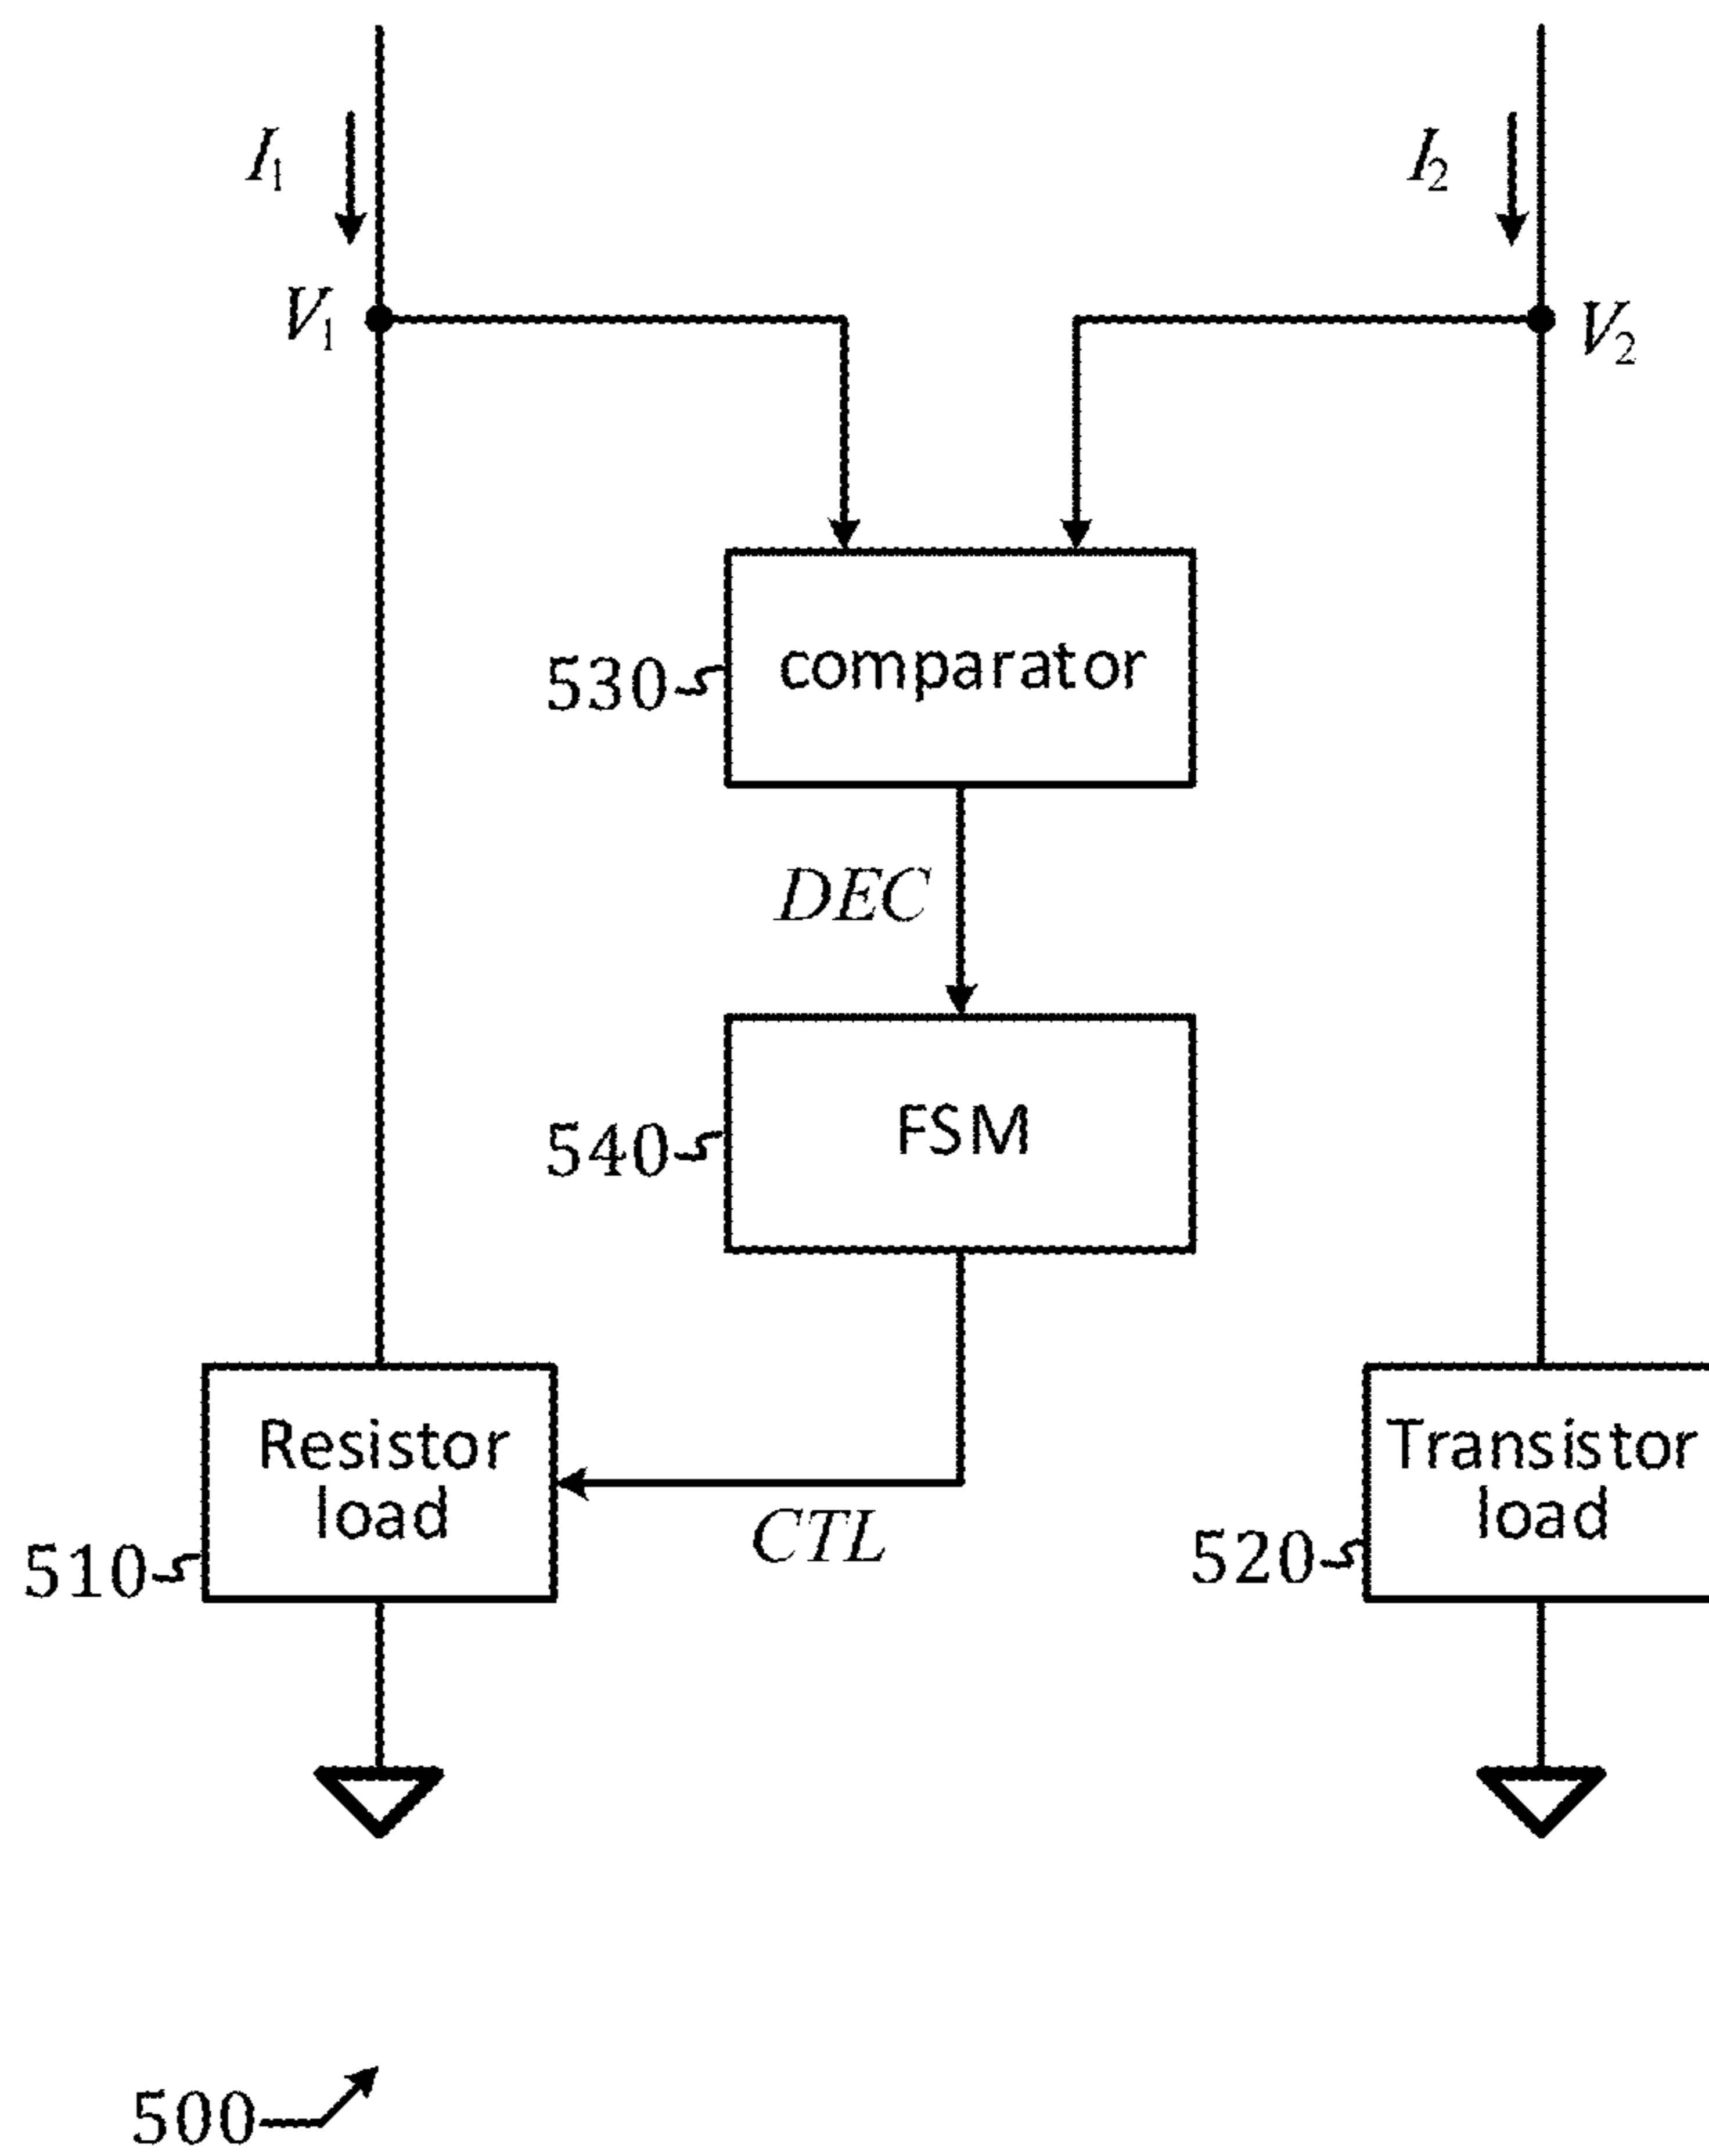 I1
I2
V1
V2
comparator
530
DEC
FSM
540
Resistor
load
Transistor
load
CTL
510
520
500